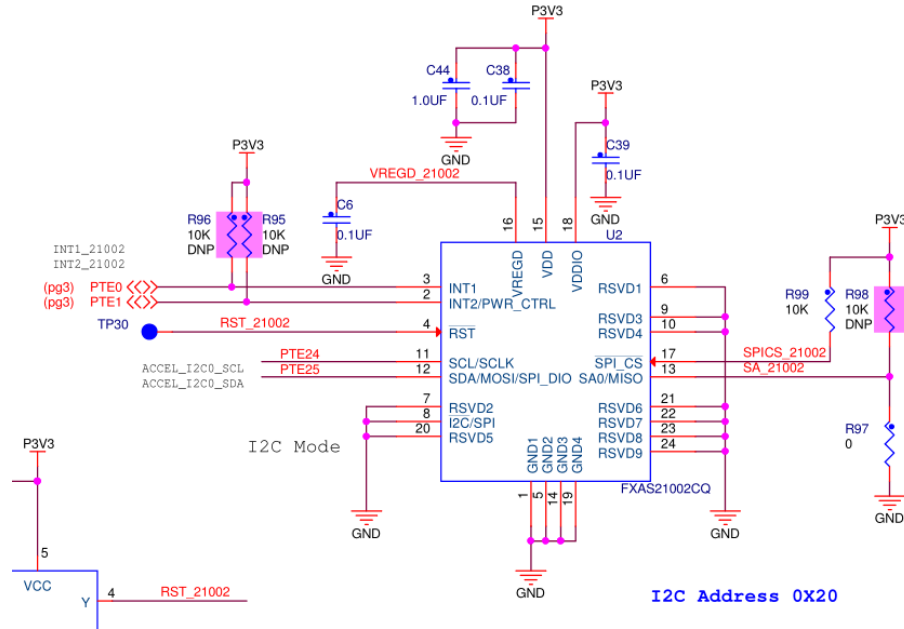 P3V3
C44
1.0UF
C38
0.1UF
GND
P3V3
C39
0.1UF
GND
P3V3
VREGD_21002
C6
0.1UF
GND
R96
10K
DNP
R95
10K
DNP
INT1_21002
INT2_21002
(pg3) PTE0
(pg3) PTE1
TP30
RST_21002
PTE24
ACCEL_I2C0_SCL
PTE25
ACCEL_I2C0_SDA
I2C Mode
GND
U2
16 15 18
VREGD VDD VDDIO
3 INT1
2 INT2/PWR_CTRL
4 RST
11 SCL/SCLK
12 SDA/MOSI/SPI_DIO
7 RSVD2
8 I2C/SPI
20 RSVD5
RSVD1 6
RSVD3 9
RSVD4 10
SPI_CS 17
SA0/MISO 13
RSVD6 21
RSVD7 22
RSVD8 23
RSVD9 24
GND1 GND2 GND3 GND4
1 5 14 19
FXAS21002CQ
GND
GND
P3V3
R99
10K
R98
10K
DNP
SPICS_21002
SA_21002
R97
0
GND
P3V3
5
VCC
Y 4 RST_21002
I2C Address 0X20